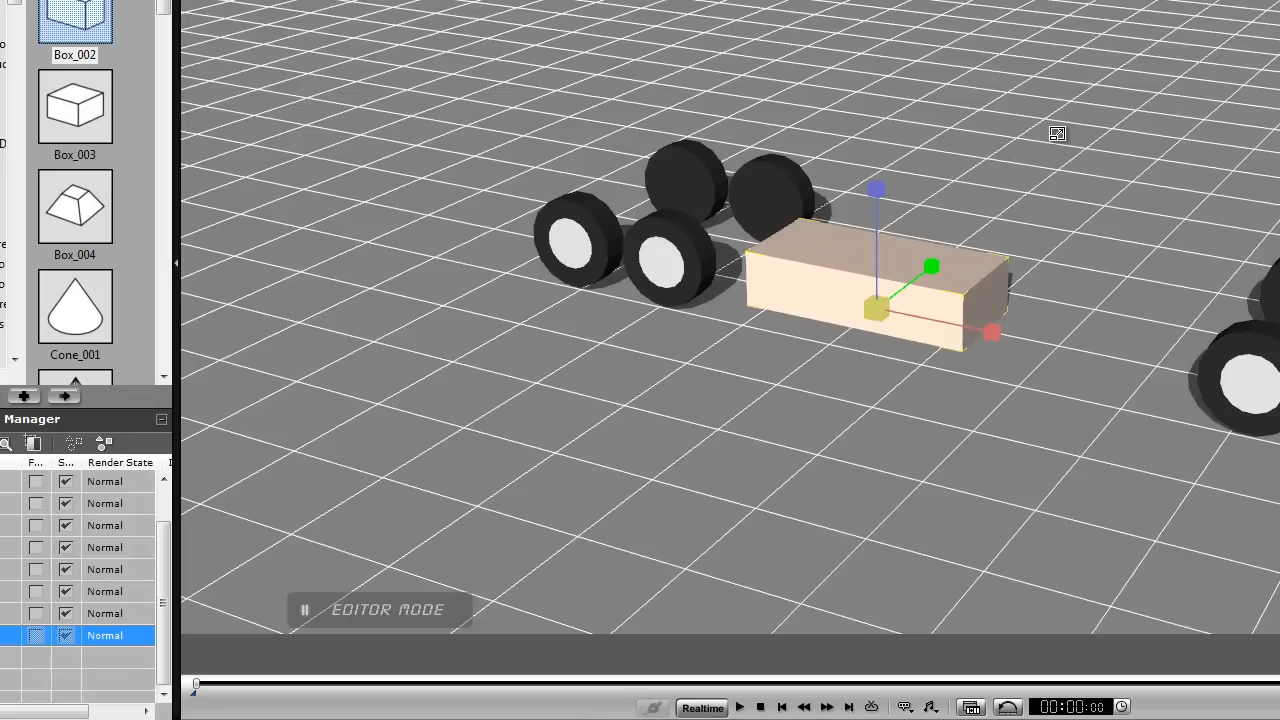 Box_002
Box_003
Box_004
Cone_001
Manager
F... S... Render State
Normal
Normal
Normal
Normal
Normal
Normal
Normal
Normal
EDITOR MODE
Realtime
00:00:00